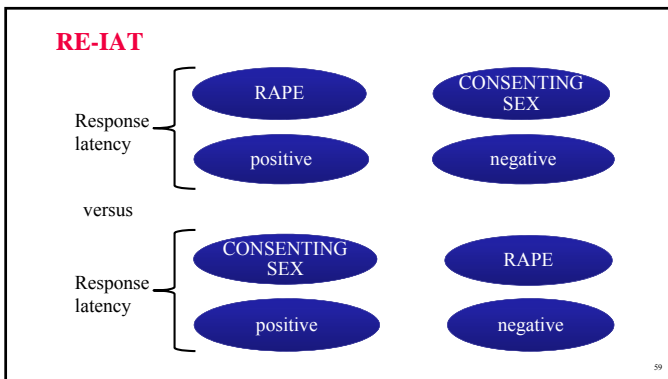 RE-IAT
RAPE
CONSENTING
SEX
Response
latency
positive
negative
versus
CONSENTING
SEX
RAPE
Response
latency
positive
negative
59